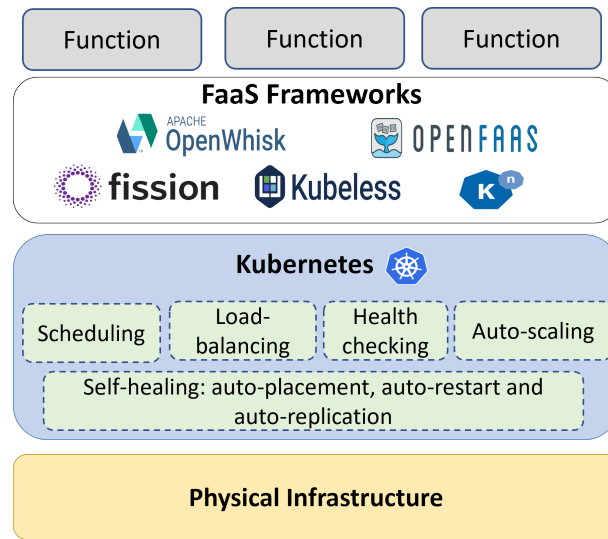 Function
Function
Function
FaaS Frameworks
APACHE
OpenWhisk
OPENFAAS
fission
Kubeless
K
n
Kubernetes
Scheduling
Load-
balancing
Health
checking
Auto-scaling
Self-healing: auto-placement, auto-restart and
auto-replication
Physical Infrastructure